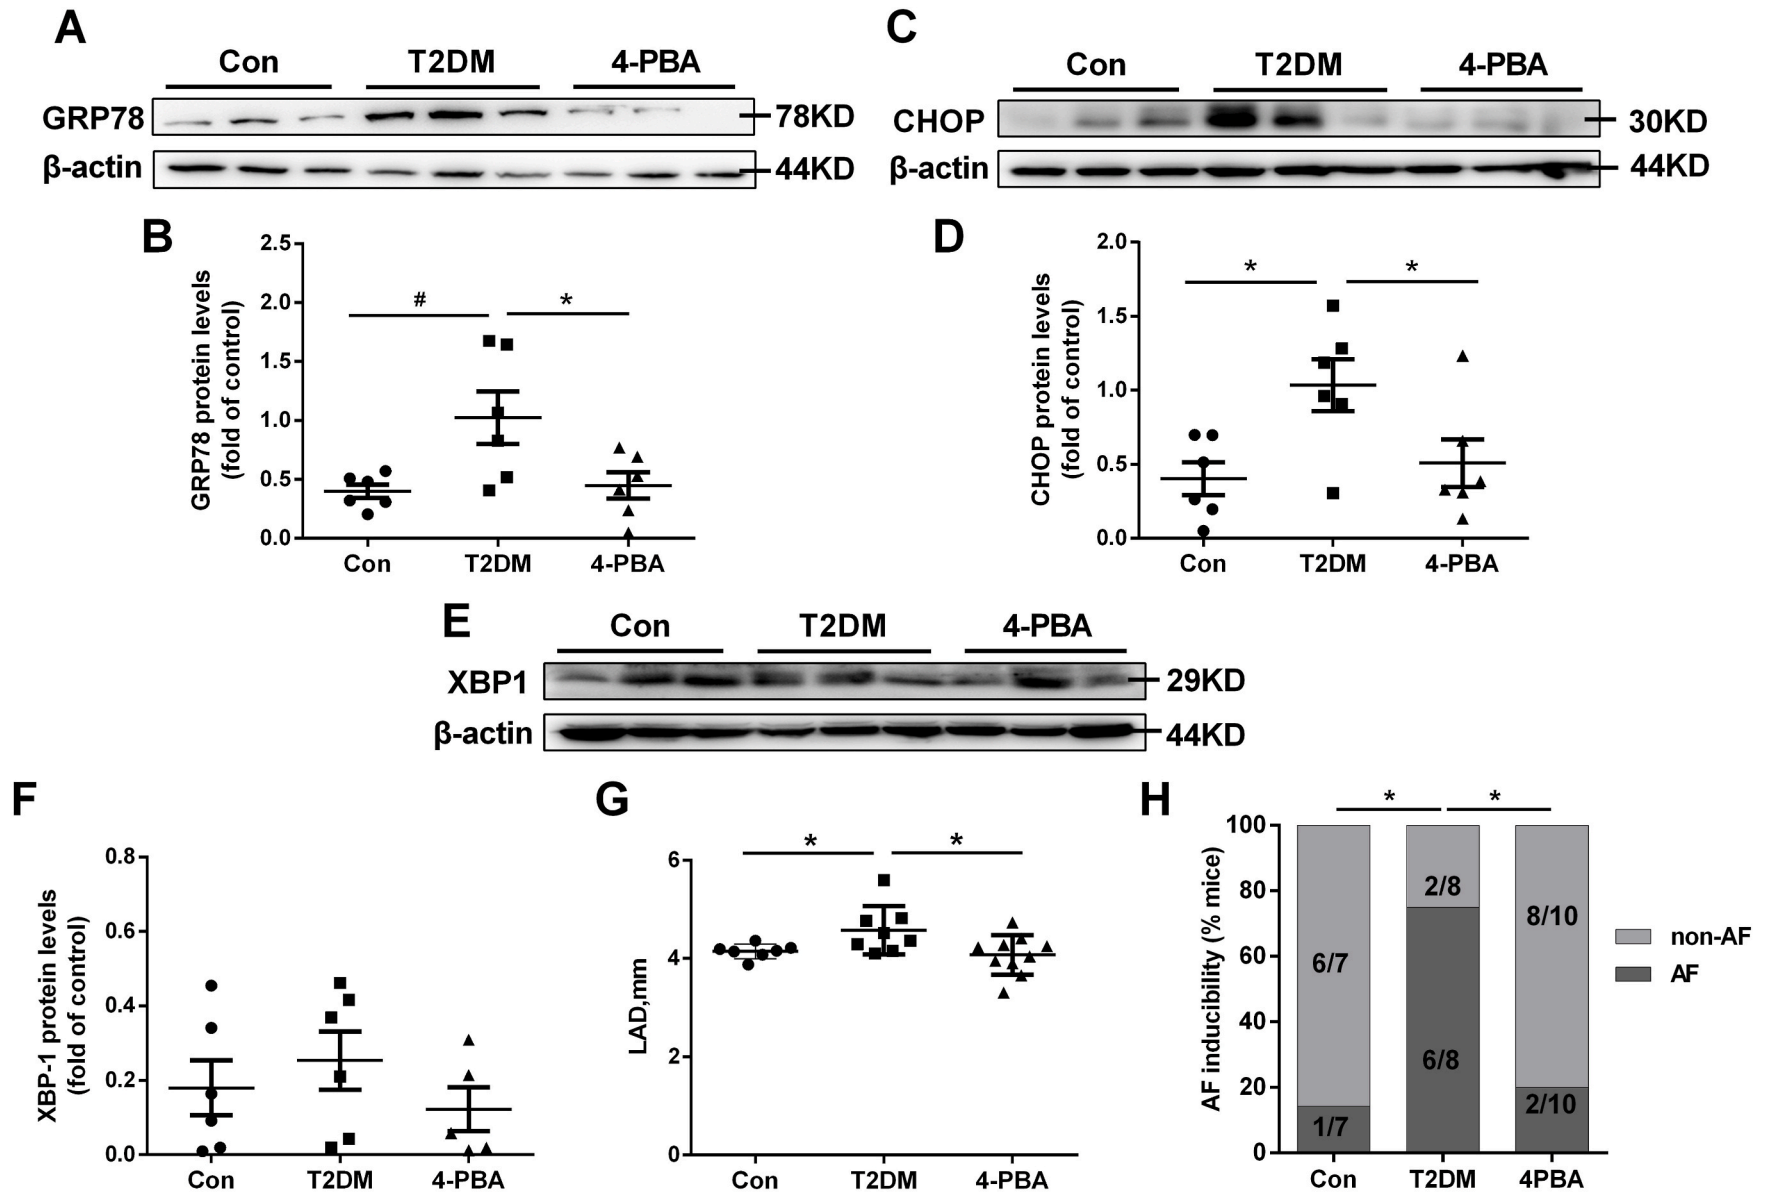 A
Con T2DM 4-PBA
GRP78 78KD
β-actin 44KD
C
Con T2DM 4-PBA
CHOP 30KD
β-actin 44KD
B
GRP78 protein levels
(fold of control)
2.5
2.0
1.5
1.0
0.5
0.0
# *
Con T2DM 4-PBA
D
CHOP protein levels
(fold of control)
2.0
1.5
1.0
0.5
0.0
* *
Con T2DM 4-PBA
E
Con T2DM 4-PBA
XBP1 29KD
β-actin 44KD
F
XBP-1 protein levels
(fold of control)
0.8
0.6
0.4
0.2
0.0
Con T2DM 4-PBA
G
LAD,mm
6
4
2
0
* *
Con T2DM 4-PBA
H
AF inducibility (% mice)
100
80
60
40
20
0
* *
6/7 2/8 8/10
1/7 6/8 2/10
Con T2DM 4PBA
non-AF
AF